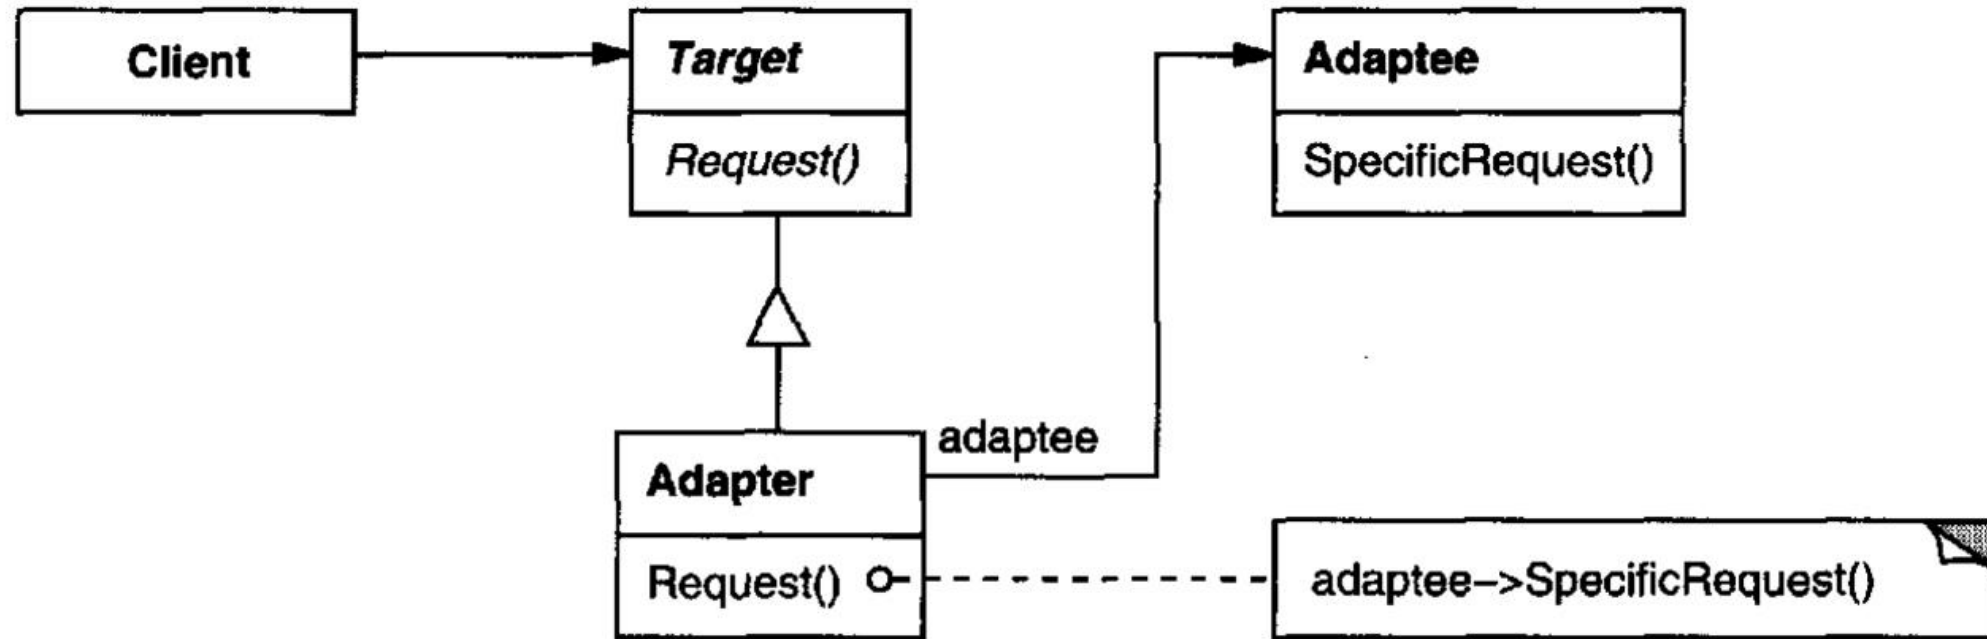 Client
Target
Request()
Adaptee
SpecificRequest()
adaptee
Adapter
Request()
adaptee->SpecificRequest()